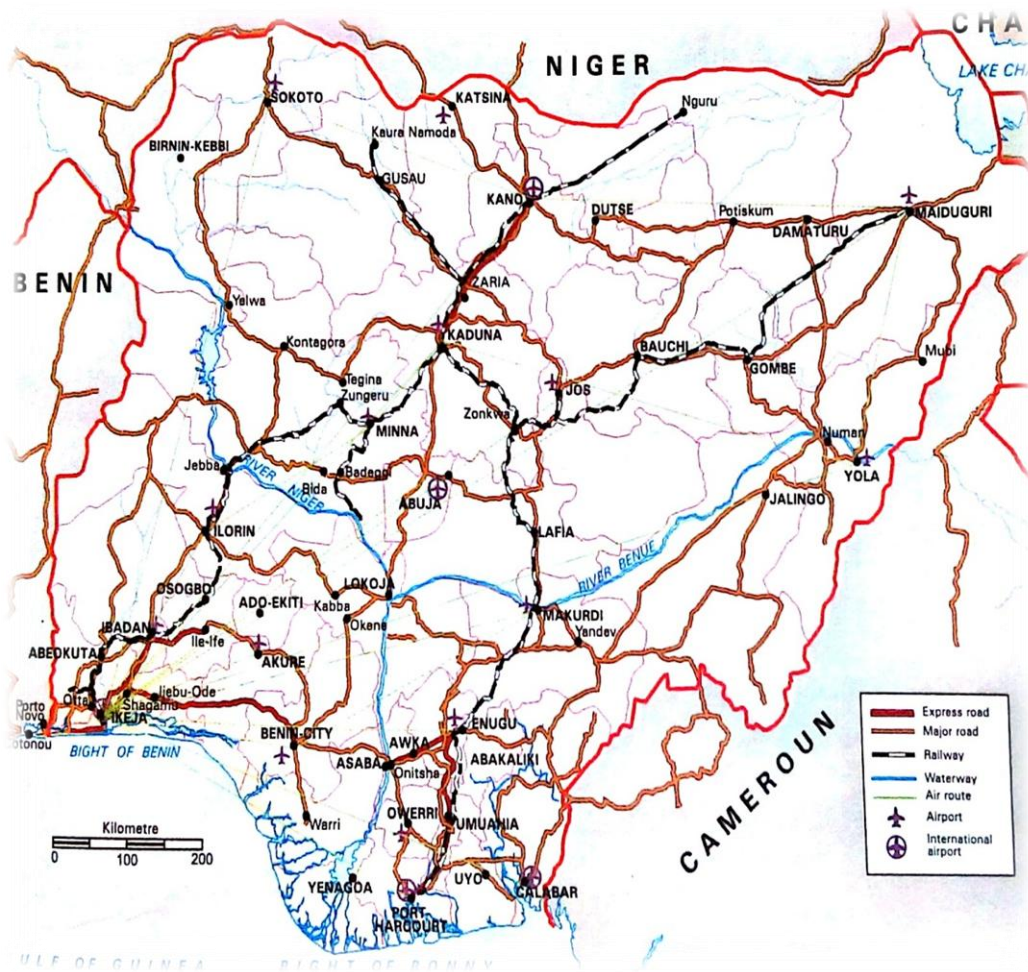 CHA
NIGER
LAKE CHA
SOKOTO
KATSINA
Nguru
Kaura Namoda
BIRNIN-KEBBI
GUSAU
KANO
DUTSE
Potiskum
DAMATURU
MAIDUGURI
BENIN
ZARIA
Yelwa
KADUNA
Kontagora
BAUCHI
GOMBE
Mubi
Tegina
Zungeru
JOS
Zonkwa
MINNA
Numan
Jebba
RIVER NIGER
Bida
Badeggi
ABUJA
YOLA
JALINGO
ILORIN
LAFIA
RIVER BENUE
OSOGBO
ADO-EKITI
LOKOJA
Kabba
Okene
MAKURDI
Yandev
IBADAN
Ile-Ife
ABEOKUTA
AKURE
Otta
Ijebu-Ode
Shagamu
Porto
Novo
IKEJA
otonou
BIGHT OF BENIN
BENIN-CITY
ENUGU
AWKA
ABAKALIKI
ASABA
Onitsha
OWERRI
UMUAHIA
Warri
CAMEROUN
YENAGOA
UYO
CALABAR
PORT
HARCOURT
Kilometre
0 100 200
Express road
Major road
Railway
Waterway
Air route
Airport
International
airport
ULF OF GUINEA
BIGHT OF BONNY